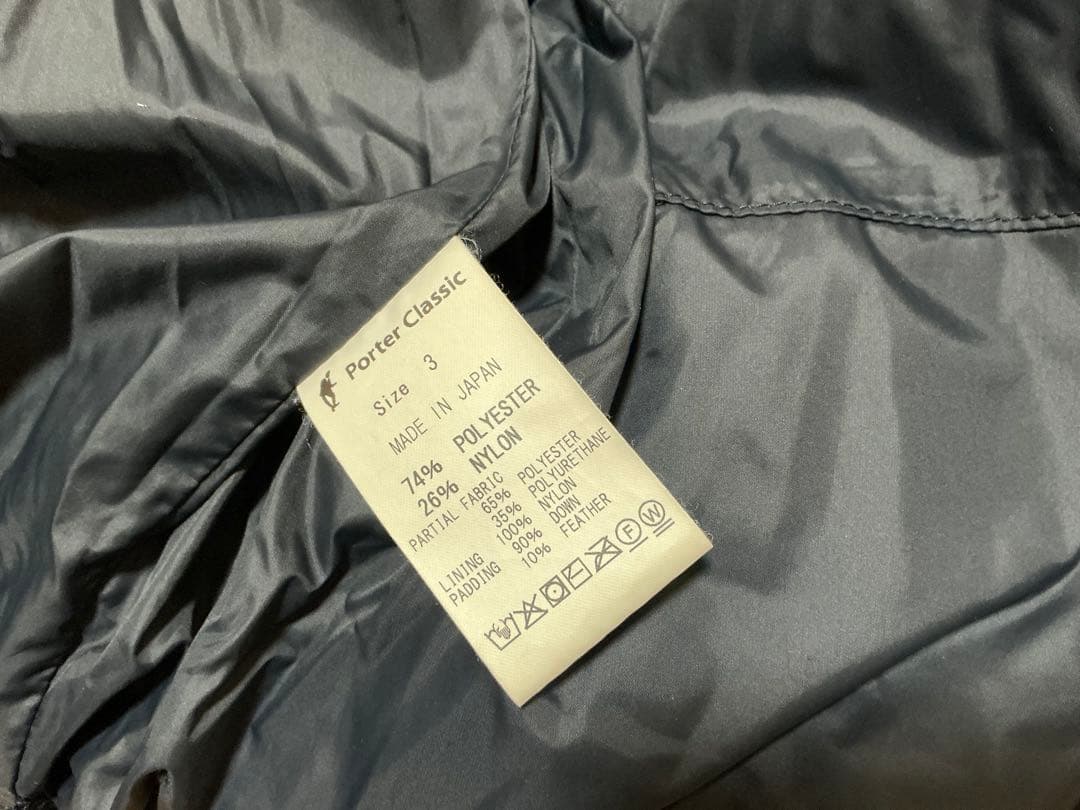 Porter Classic
Size 3
MADE IN JAPAN
74% POLYESTER
26% NYLON
PARTIAL FABRIC
65% POLYESTER
35% POLYURETHANE
LINING 100% NYLON
PADDING 90% DOWN
10% FEATHER
F W